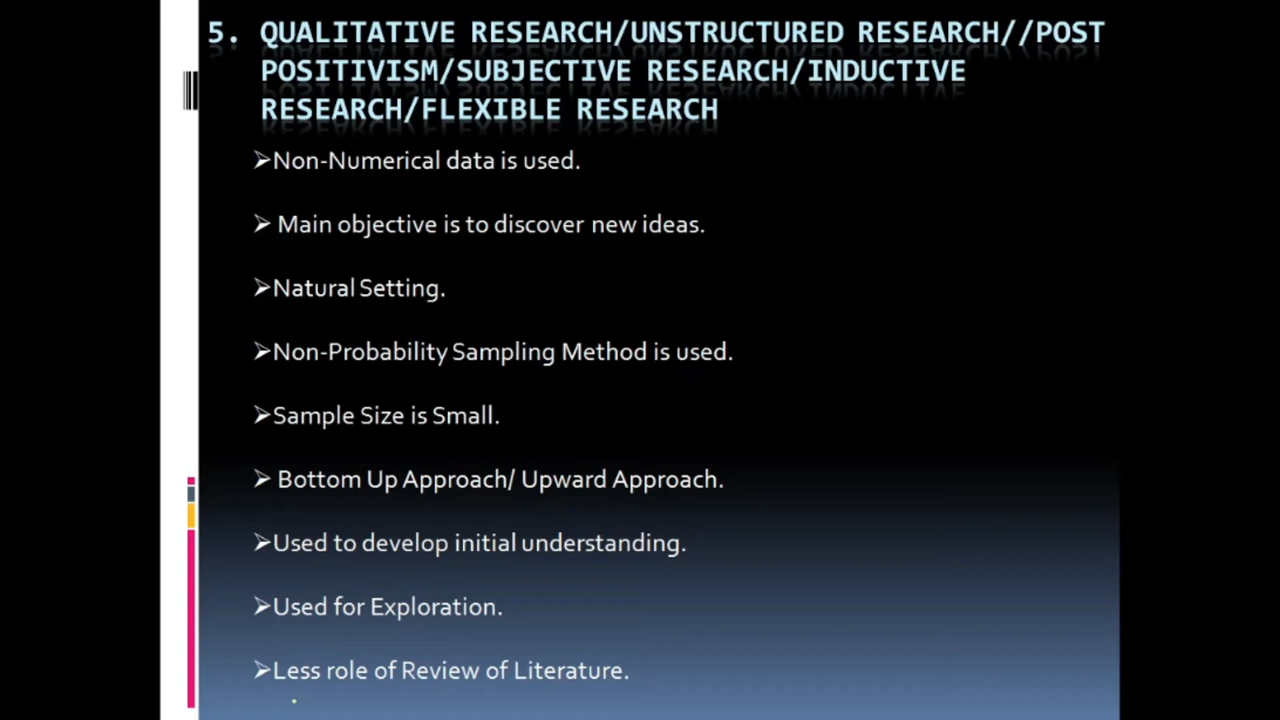 5. QUALITATIVE RESEARCH/UNSTRUCTURED RESEARCH//POST
POSITIVISM/SUBJECTIVE RESEARCH/INDUCTIVE
RESEARCH/FLEXIBLE RESEARCH
➢Non-Numerical data is used.
➢ Main objective is to discover new ideas.
➢Natural Setting.
➢Non-Probability Sampling Method is used.
➢Sample Size is Small.
➢ Bottom Up Approach/ Upward Approach.
➢Used to develop initial understanding.
➢Used for Exploration.
➢Less role of Review of Literature.